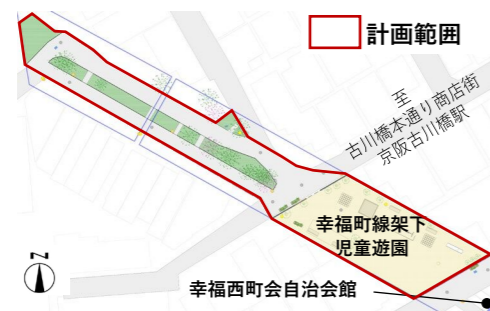 計画範囲
至
古川橋本通り商店街
京阪古川橋駅
幸福町線架下
児童遊園
N
幸福西町会自治会館